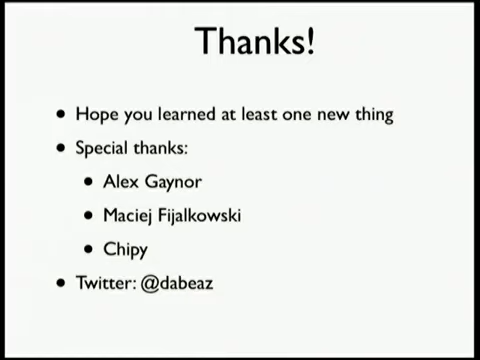 Thanks!
• Hope you learned at least one new thing
• Special thanks:
• Alex Gaynor
• Maciej Fijalkowski
• Chipy
• Twitter: @dabeaz